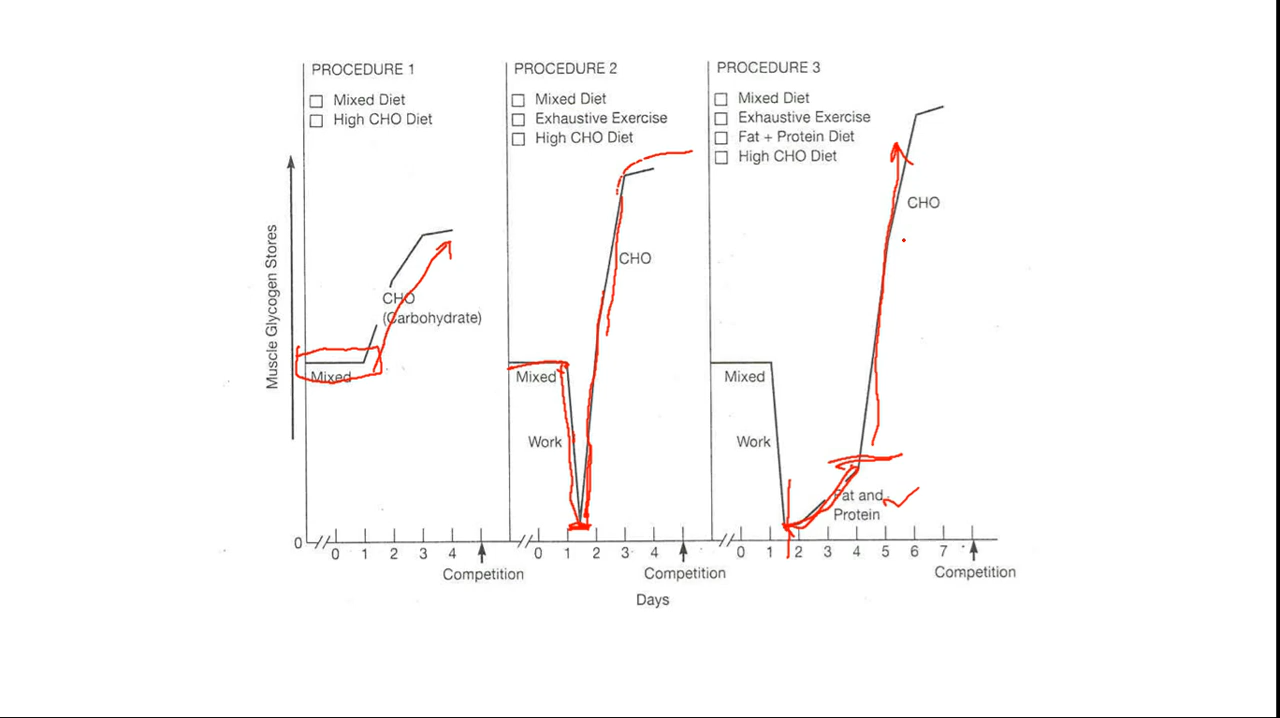 PROCEDURE 1
☐ Mixed Diet
☐ High CHO Diet
PROCEDURE 2
☐ Mixed Diet
☐ Exhaustive Exercise
☐ High CHO Diet
PROCEDURE 3
☐ Mixed Diet
☐ Exhaustive Exercise
☐ Fat + Protein Diet
☐ High CHO Diet
Muscle Glycogen Stores
CHO
(Carbohydrate)
Mixed
CHO
Mixed
Work
CHO
Mixed
Work
Fat and
Protein
0
0 1 2 3 4
Competition
0 1 2 3 4
Competition
0 1 2 3 4 5 6 7
Competition
Days